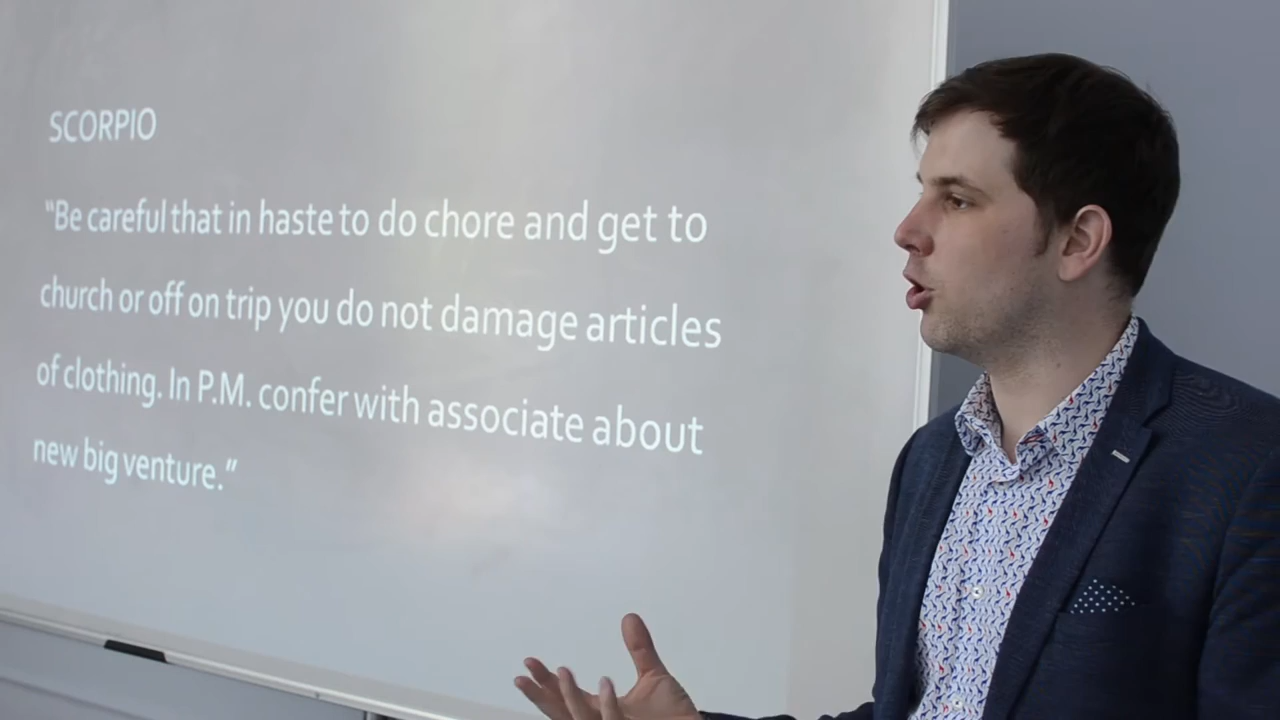 SCORPIO
“Be careful that in haste to do chore and get to
church or off on trip you do not damage articles
of clothing. In P.M. confer with associate about
new big venture.”